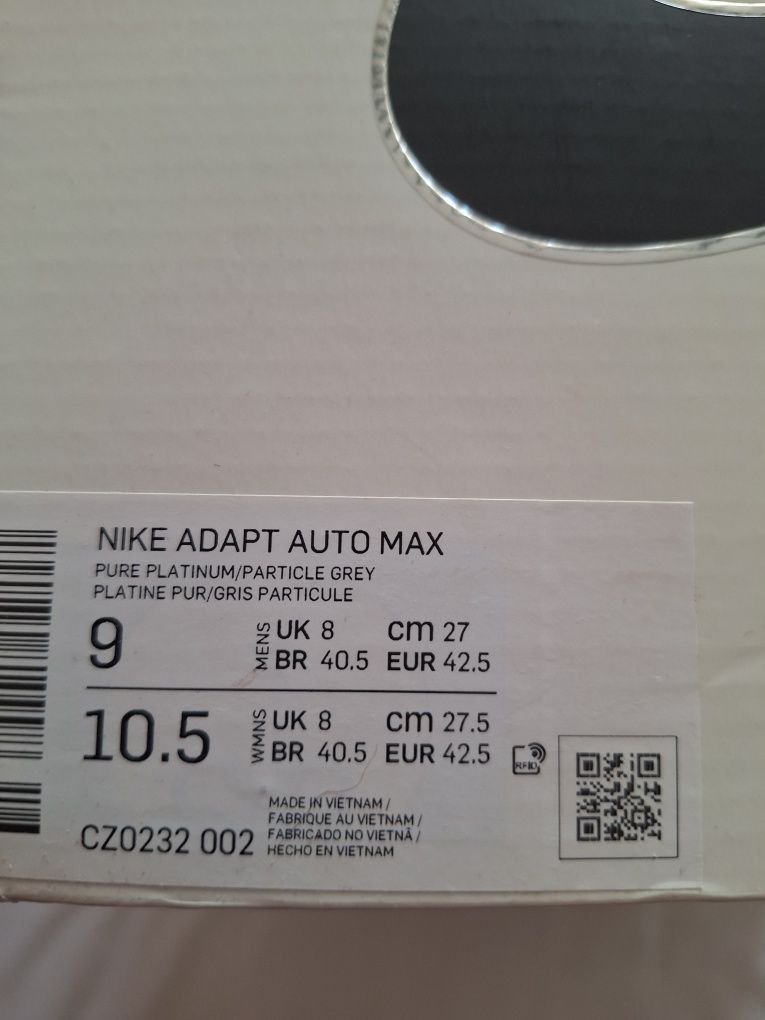 NIKE ADAPT AUTO MAX
PURE PLATINUM/PARTICLE GREY
PLATINE PUR/GRIS PARTICULE
9 MENS UK 8 cm 27
BR 40.5 EUR 42.5
10.5 WMNS UK 8 cm 27.5
BR 40.5 EUR 42.5
RFID
CZ0232 002
MADE IN VIETNAM /
FABRIQUE AU VIETNAM /
FABRICADO NO VIETNÃ /
HECHO EN VIETNAM